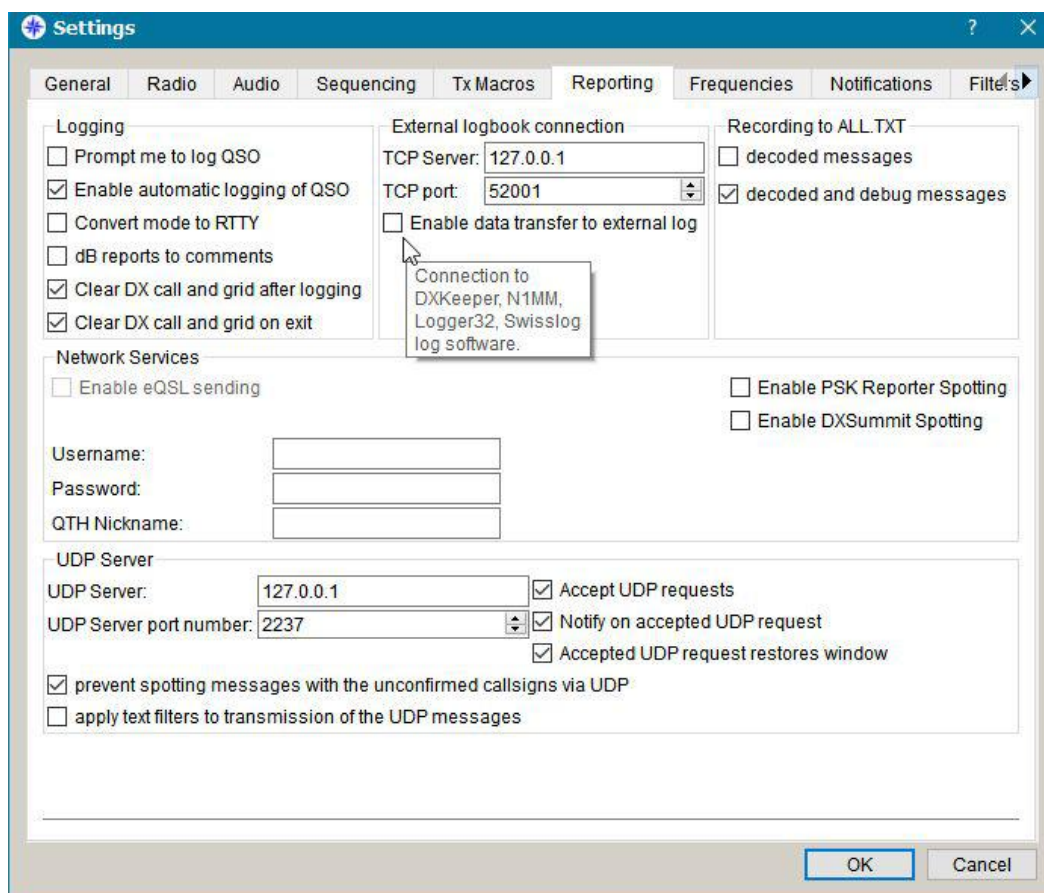 Settings
?
General Radio Audio Sequencing Tx Macros Reporting Frequencies Notifications Filters
Logging
Prompt me to log QSO
Enable automatic logging of QSO
Convert mode to RTTY
dB reports to comments
Clear DX call and grid after logging
Clear DX call and grid on exit
External logbook connection
TCP Server: 127.0.0.1
TCP port: 52001
Enable data transfer to external log
Connection to
DXKeeper, N1MM,
Logger32, Swisslog
log software.
Recording to ALL.TXT
decoded messages
decoded and debug messages
Network Services
Enable eQSL sending
Enable PSK Reporter Spotting
Enable DXSummit Spotting
Username:
Password:
QTH Nickname:
UDP Server
UDP Server: 127.0.0.1
UDP Server port number: 2237
Accept UDP requests
Notify on accepted UDP request
Accepted UDP request restores window
prevent spotting messages with the unconfirmed callsigns via UDP
apply text filters to transmission of the UDP messages
OK Cancel